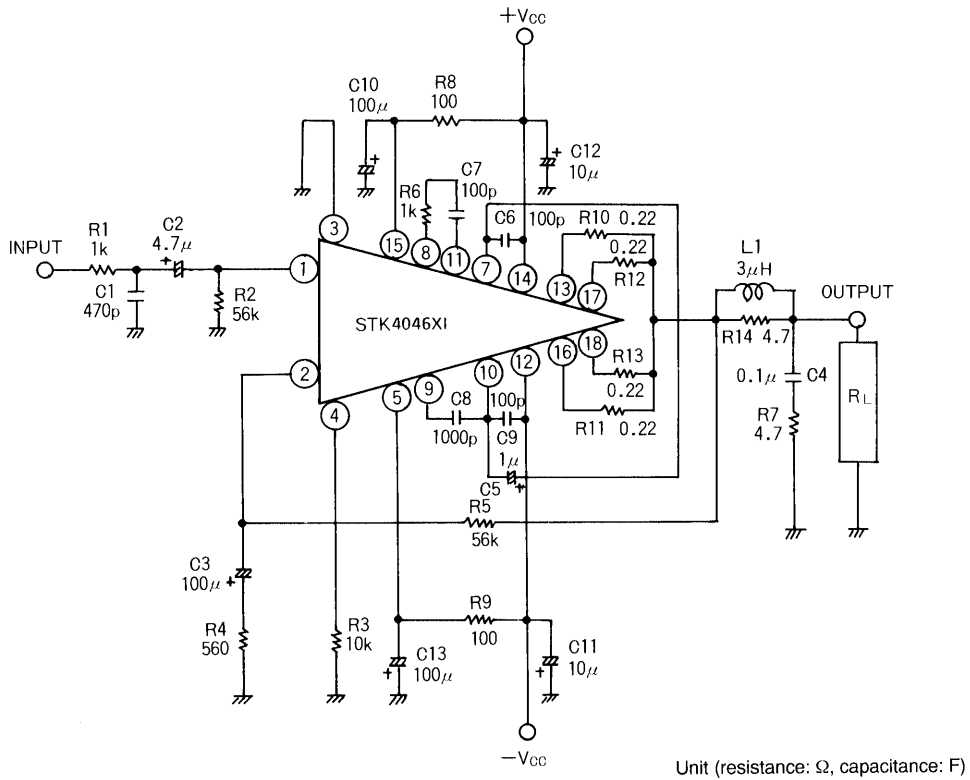 +VCC
C10
100μ
R8
100
C12
10μ
C7
100p
R6
1k
C6
100p
R10 0.22
0.22
R12
3
15
8
11
7
14
13
17
INPUT
R1
1k
C2
4.7μ
+
C1
470p
R2
56k
1
STK4046XI
L1
3μH
OUTPUT
R14 4.7
2
4
5
9
10
12
16
18
C8
1000p
100p
C9
1μ
C5
R13
0.22
R11 0.22
0.1μ
C4
R7
4.7
RL
R5
56k
C3
100μ
R4
560
R3
10k
R9
100
C13
100μ
C11
10μ
−VCC
Unit (resistance: Ω, capacitance: F)